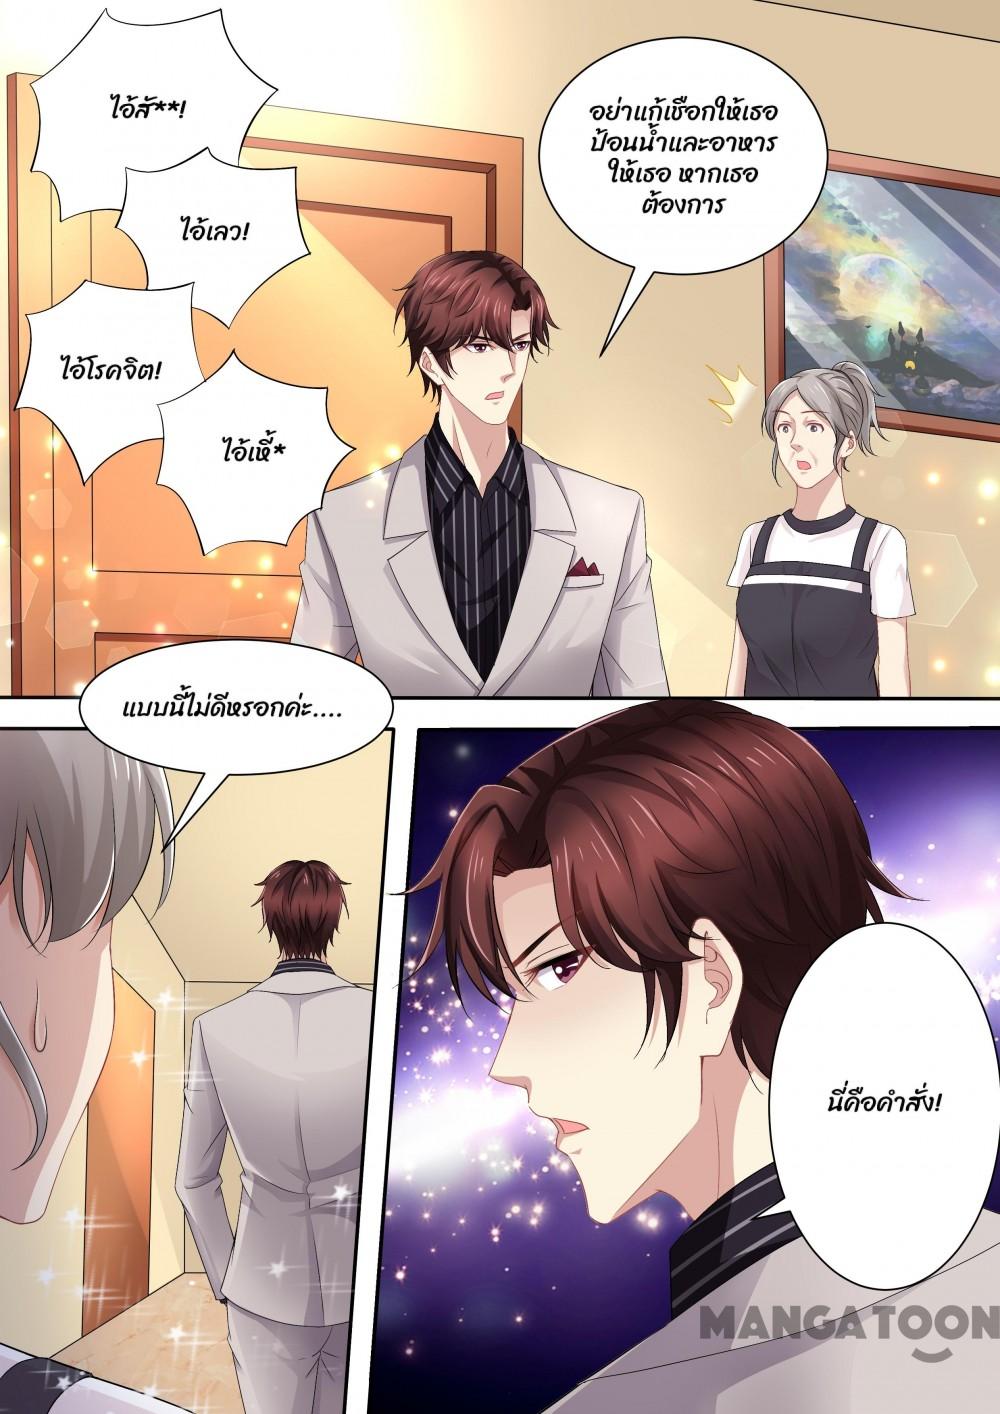 ไอ้สั**!
ไอ้เลว!
ไอ้โรคจิต!
ไอ้เหี้*
อย่าแก้เชือกให้เธอ
ป้อนน้ำและอาหาร
ให้เธอ หากเธอ
ต้องการ
แบบนี้ไม่ดีหรอกค่ะ....
นี่คือคำสั่ง!
MANGATOON